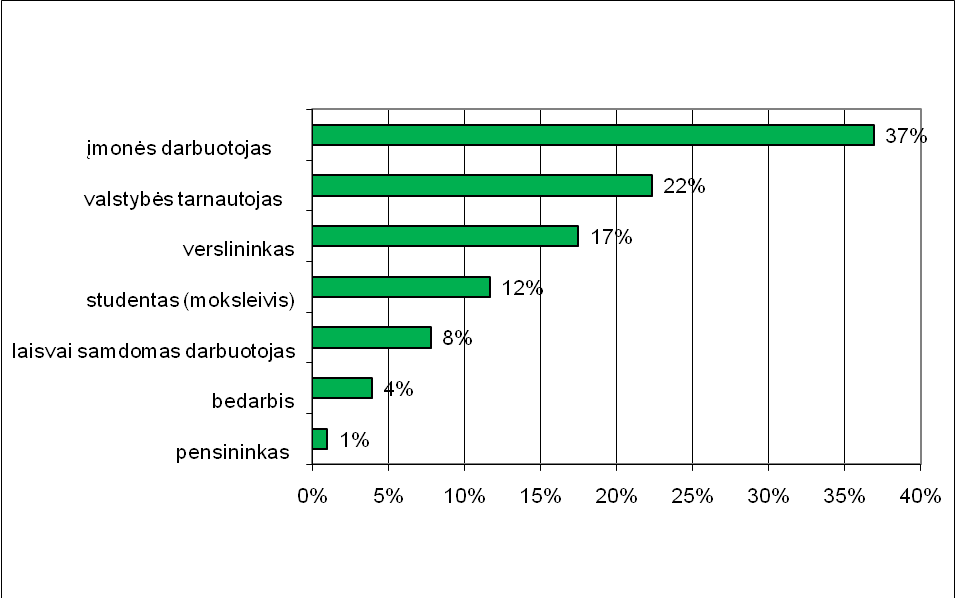 įmonės darbuotojas 37%
valstybės tarnautojas 22%
verslininkas 17%
studentas (moksleivis) 12%
laisvai samdomas darbuotojas 8%
bedarbis 4%
pensininkas 1%
0% 5% 10% 15% 20% 25% 30% 35% 40%